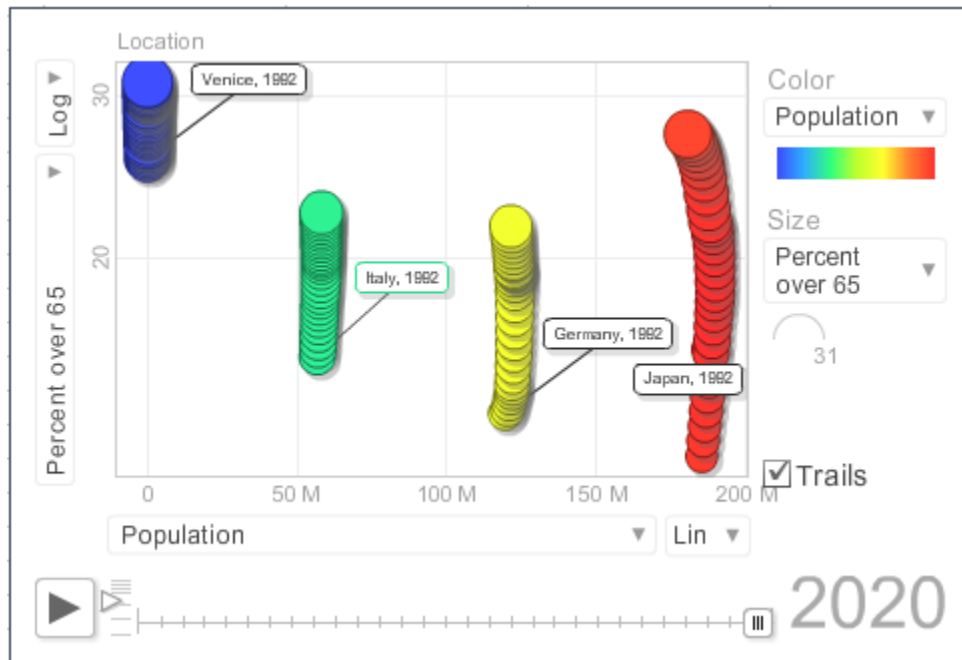 Location
Log
30
20
Percent over 65
Venice, 1992
Italy, 1992
Germany, 1992
Japan, 1992
0
50 M
100 M
150 M
200 M
Population
Lin
Color
Population
Size
Percent
over 65
31
Trails
2020